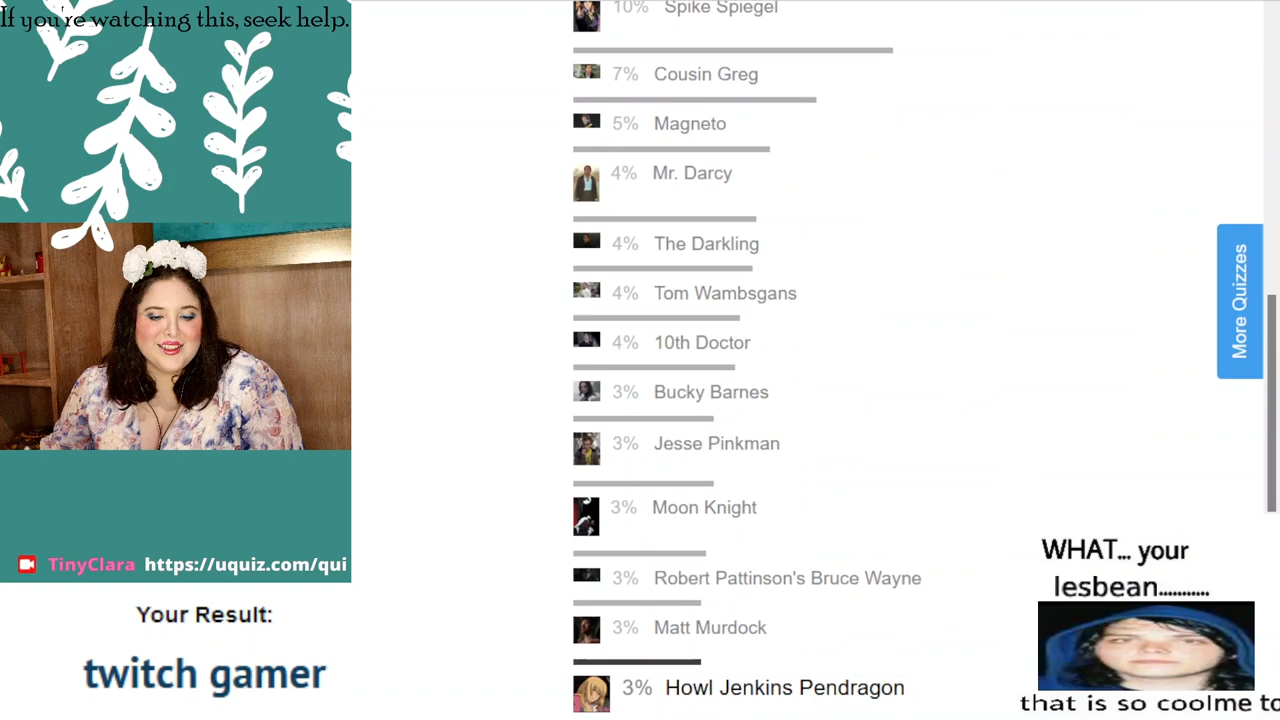 If you're watching this, seek help.
TinyClara https://uquiz.com/qui
Your Result:
twitch gamer
10% Spike Spiegel
7% Cousin Greg
5% Magneto
4% Mr. Darcy
4% The Darkling
4% Tom Wambsgans
4% 10th Doctor
3% Bucky Barnes
3% Jesse Pinkman
3% Moon Knight
3% Robert Pattinson's Bruce Wayne
3% Matt Murdock
3% Howl Jenkins Pendragon
More Quizzes
WHAT... your
lesbean...........
that is so coolme to